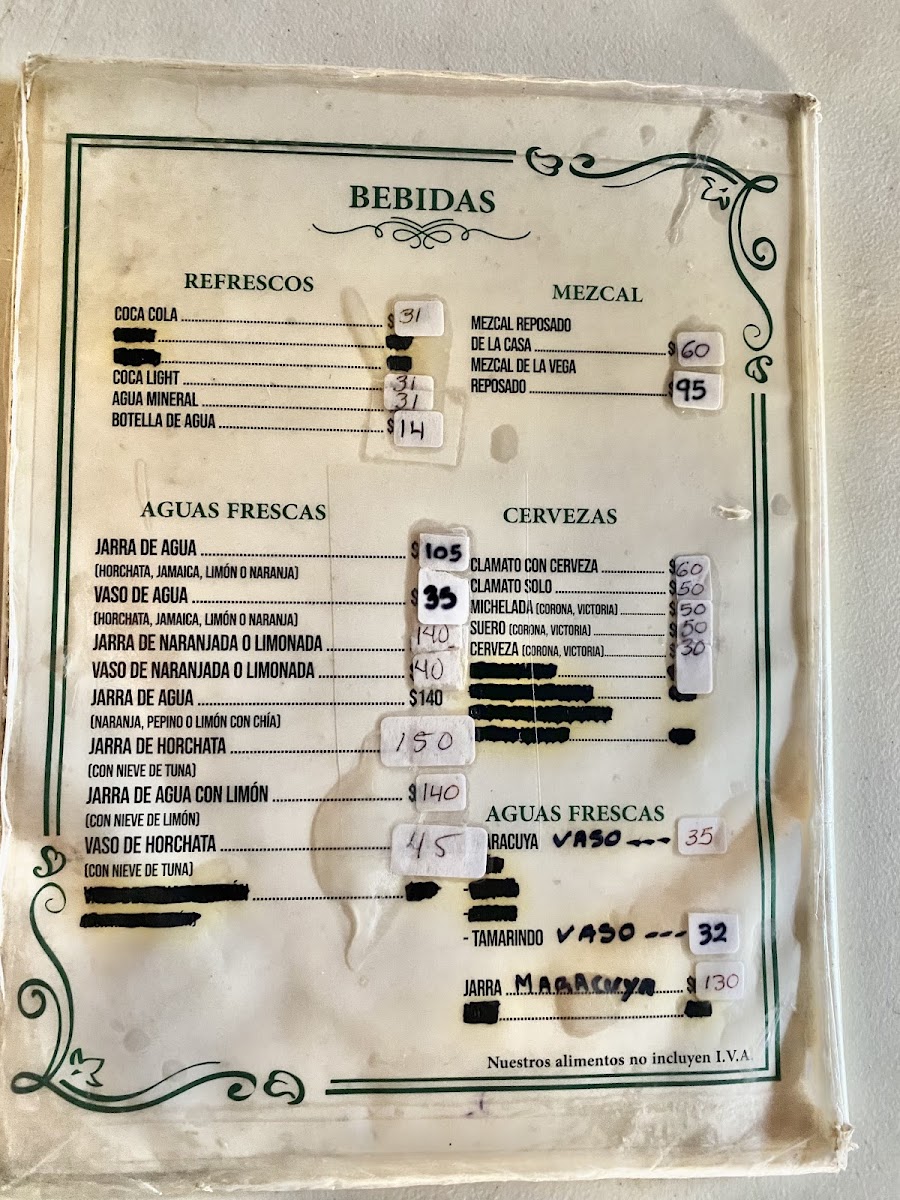 BEBIDAS
REFRESCOS
COCA COLA $31
COCA LIGHT 31
AGUA MINERAL 31
BOTELLA DE AGUA $14
MEZCAL
MEZCAL REPOSADO
DE LA CASA $60
MEZCAL DE LA VEGA
REPOSADO 95
AGUAS FRESCAS
JARRA DE AGUA $105
(HORCHATA, JAMAICA, LIMÓN O NARANJA)
VASO DE AGUA 35
(HORCHATA, JAMAICA, LIMÓN O NARANJA)
JARRA DE NARANJADA O LIMONADA 140
VASO DE NARANJADA O LIMONADA 40
JARRA DE AGUA $140
(NARANJA, PEPINO O LIMÓN CON CHÍA)
JARRA DE HORCHATA 150
(CON NIEVE DE TUNA)
JARRA DE AGUA CON LIMÓN $140
(CON NIEVE DE LIMÓN)
VASO DE HORCHATA 45
(CON NIEVE DE TUNA)
CERVEZAS
CLAMATO CON CERVEZA $60
CLAMATO SOLO $50
MICHELADA (CORONA, VICTORIA) $50
SUERO (CORONA, VICTORIA) $50
CERVEZA (CORONA, VICTORIA) 30
AGUAS FRESCAS
ARACUYA VASO --- 35
- TAMARINDO VASO --- 32
JARRA MARACUYA $130
Nuestros alimentos no incluyen I.V.A.